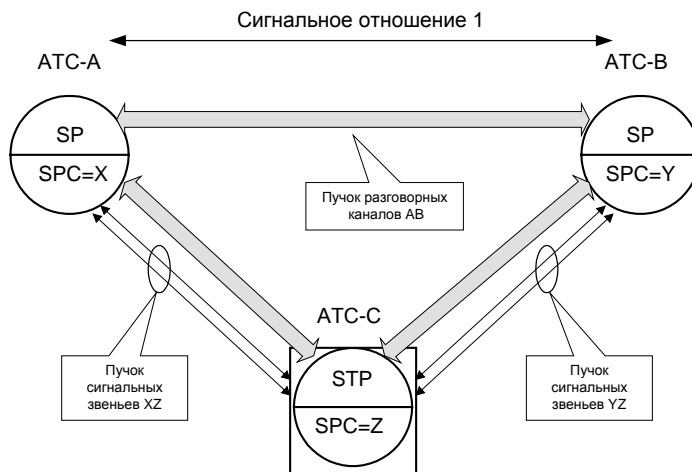 Сигнальное отношение 1
АТС-А
АТС-В
SP
SPC=X
SP
SPC=Y
Пучок разговорных
каналов АВ
АТС-С
Пучок
сигнальных
звеньев XZ
STP
SPC=Z
Пучок
сигнальных
звеньев YZ